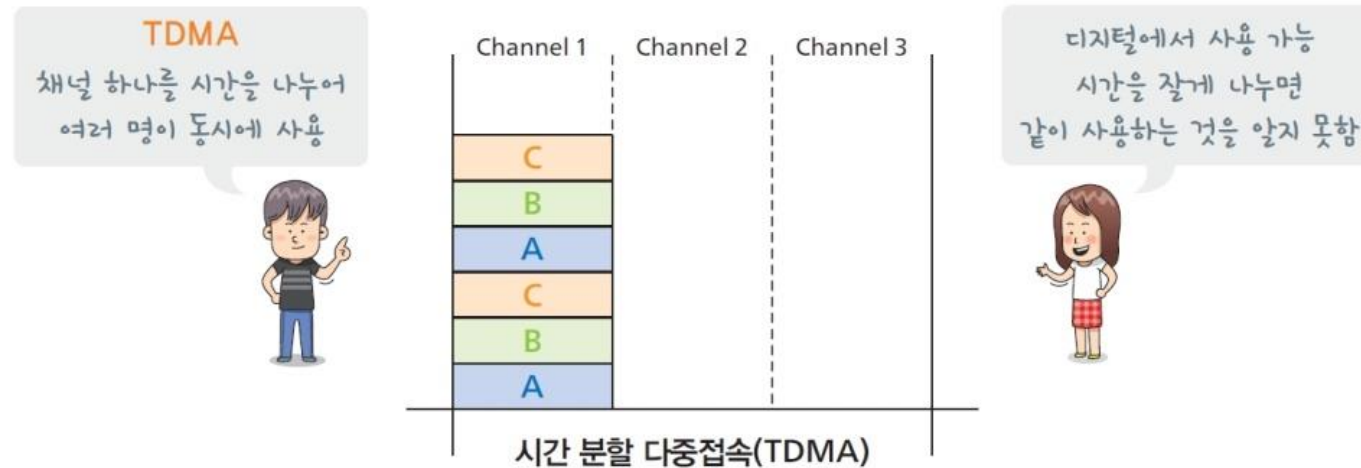 TDMA
채널 하나를 시간을 나누어
여러 명이 동시에 사용
Channel 1
Channel 2
Channel 3
디지털에서 사용 가능
시간을 잘게 나누면
같이 사용하는 것을 알지 못함
C
B
A
C
B
A
시간 분할 다중접속(TDMA)